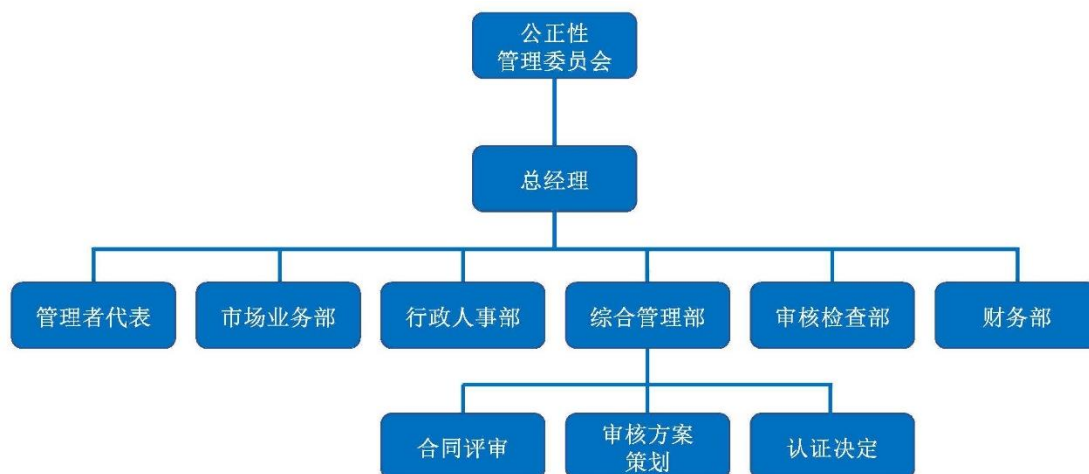 公正性
管理委员会
总经理
管理者代表
市场业务部
行政人事部
综合管理部
审核检查部
财务部
合同评审
审核方案
策划
认证决定